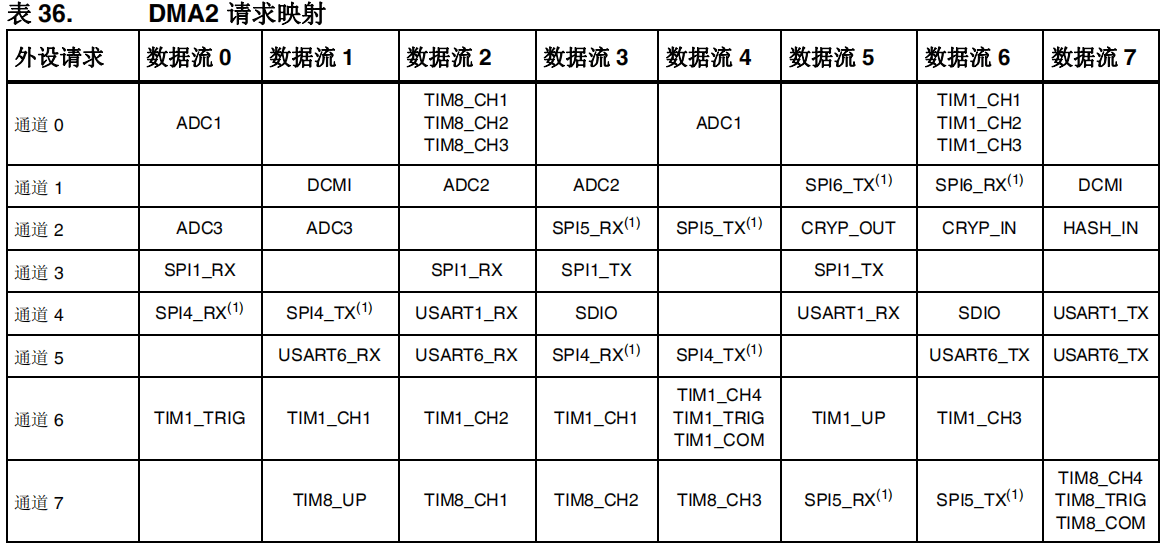 表 36. DMA2 请求映射
外设请求 数据流 0 数据流 1 数据流 2 数据流 3 数据流 4 数据流 5 数据流 6 数据流 7
通道 0 ADC1 TIM8_CH1 TIM8_CH2 TIM8_CH3 ADC1 TIM1_CH1 TIM1_CH2 TIM1_CH3
通道 1 DCMI ADC2 ADC2 SPI6_TX(1) SPI6_RX(1) DCMI
通道 2 ADC3 ADC3 SPI5_RX(1) SPI5_TX(1) CRYP_OUT CRYP_IN HASH_IN
通道 3 SPI1_RX SPI1_RX SPI1_TX SPI1_TX
通道 4 SPI4_RX(1) SPI4_TX(1) USART1_RX SDIO USART1_RX SDIO USART1_TX
通道 5 USART6_RX USART6_RX SPI4_RX(1) SPI4_TX(1) USART6_TX USART6_TX
通道 6 TIM1_TRIG TIM1_CH1 TIM1_CH2 TIM1_CH1 TIM1_CH4 TIM1_TRIG TIM1_COM TIM1_UP TIM1_CH3
通道 7 TIM8_UP TIM8_CH1 TIM8_CH2 TIM8_CH3 SPI5_RX(1) SPI5_TX(1) TIM8_CH4 TIM8_TRIG TIM8_COM